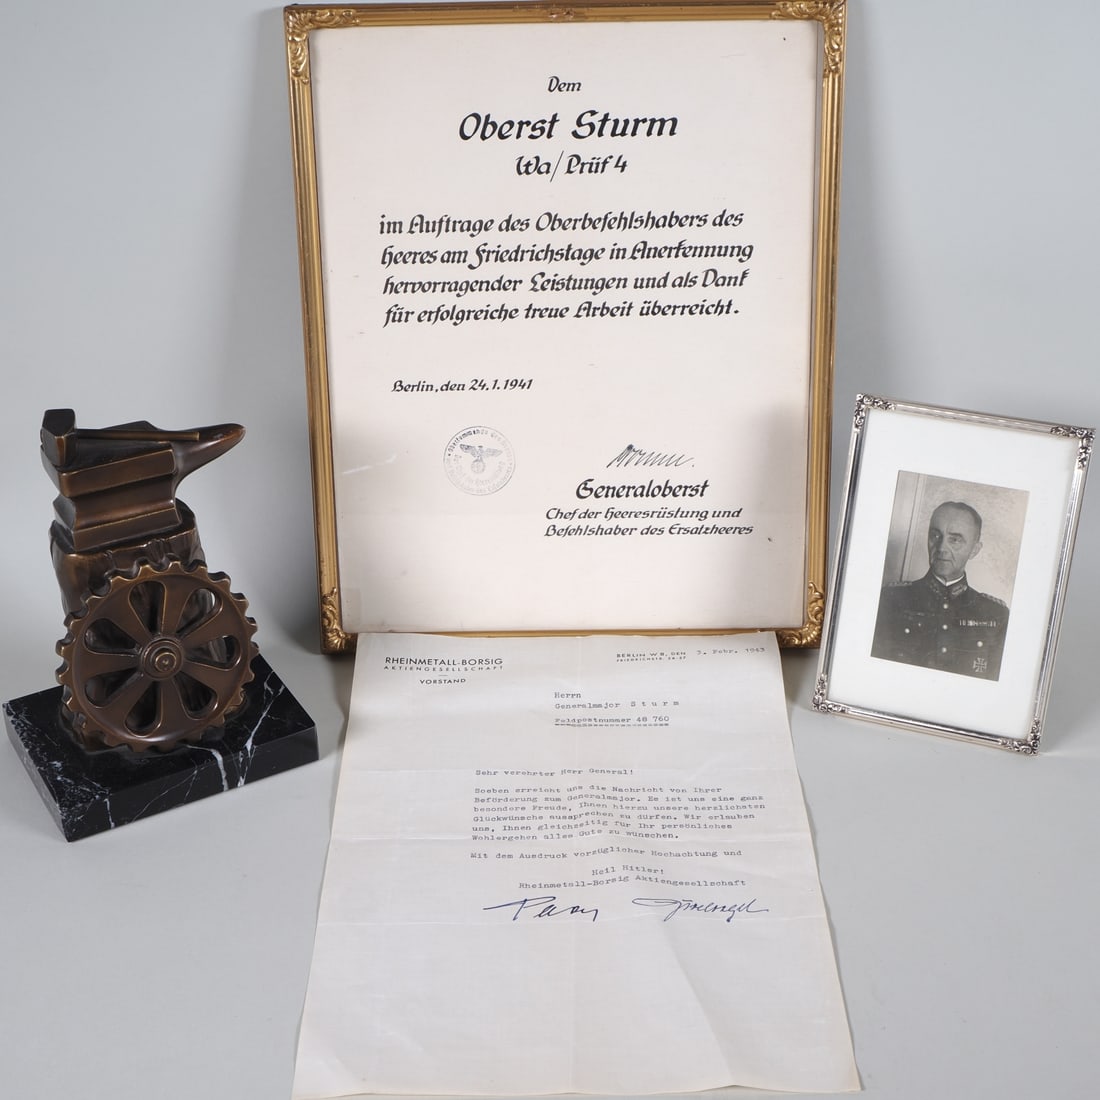 Dem
Oberst Sturm
Wa/Prüf 4
im Auftrage des Oberbefehlshabers des
Heeres am Friedrichstage in Anerkennung
hervorragender Leistungen und als Dank
für erfolgreiche treue Arbeit überreicht.
Berlin, den 24.1.1941
Generaloberst
Chef der Heeresrüstung und
Befehlshaber des Ersatzheeres
RHEINMETALL-BORSIG
AKTIENGESELLSCHAFT
VORSTAND
BERLIN W 8, DEN 3. Febr. 1943
FRIEDRICHSTR. 56-57
Herrn
Generalmajor S t u r m
Feldpostnummer 48 760
Sehr verehrter Herr General!
Soeben erreicht uns die Nachricht von Ihrer
Beförderung zum Generalmajor. Es ist uns eine ganz
besondere Freude, Ihnen hierzu unsere herzlichsten
Glückwünsche aussprechen zu dürfen. Wir erlauben
uns, Ihnen gleichzeitig für Ihr persönliches
Wohlergehen alles Gute zu wünschen.
Mit dem Ausdruck vorzüglicher Hochachtung und
Heil Hitler!
Rheinmetall-Borsig Aktiengesellschaft